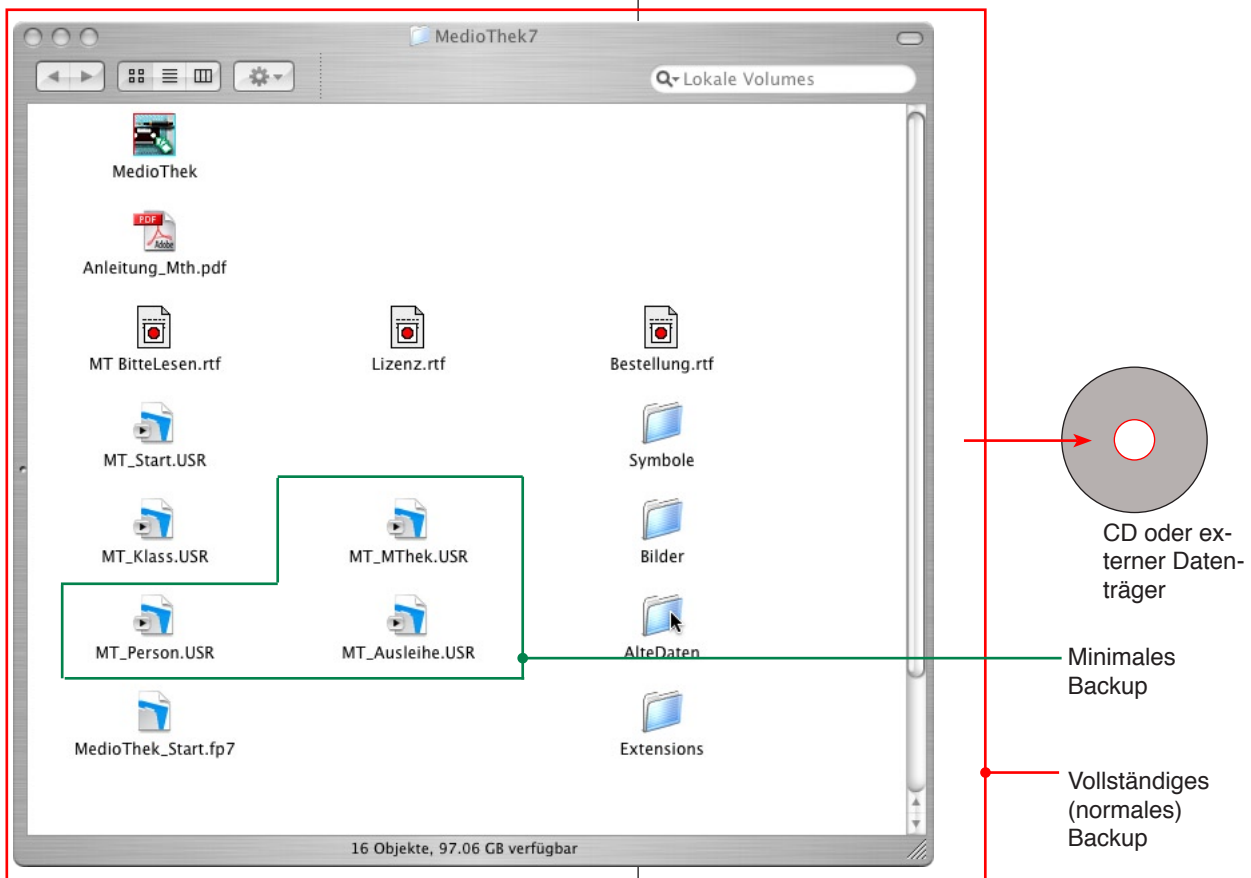 MedioThek7
Lokale Volumes
MedioThek
PDF
Adobe
Anleitung_Mth.pdf
MT BitteLesen.rtf
Lizenz.rtf
Bestellung.rtf
MT_Start.USR
Symbole
MT_Klass.USR
MT_MThek.USR
Bilder
MT_Person.USR
MT_Ausleihe.USR
AlteDaten
MedioThek_Start.fp7
Extensions
16 Objekte, 97.06 GB verfügbar
CD oder ex-
terner Daten-
träger
Minimales
Backup
Vollständiges
(normales)
Backup